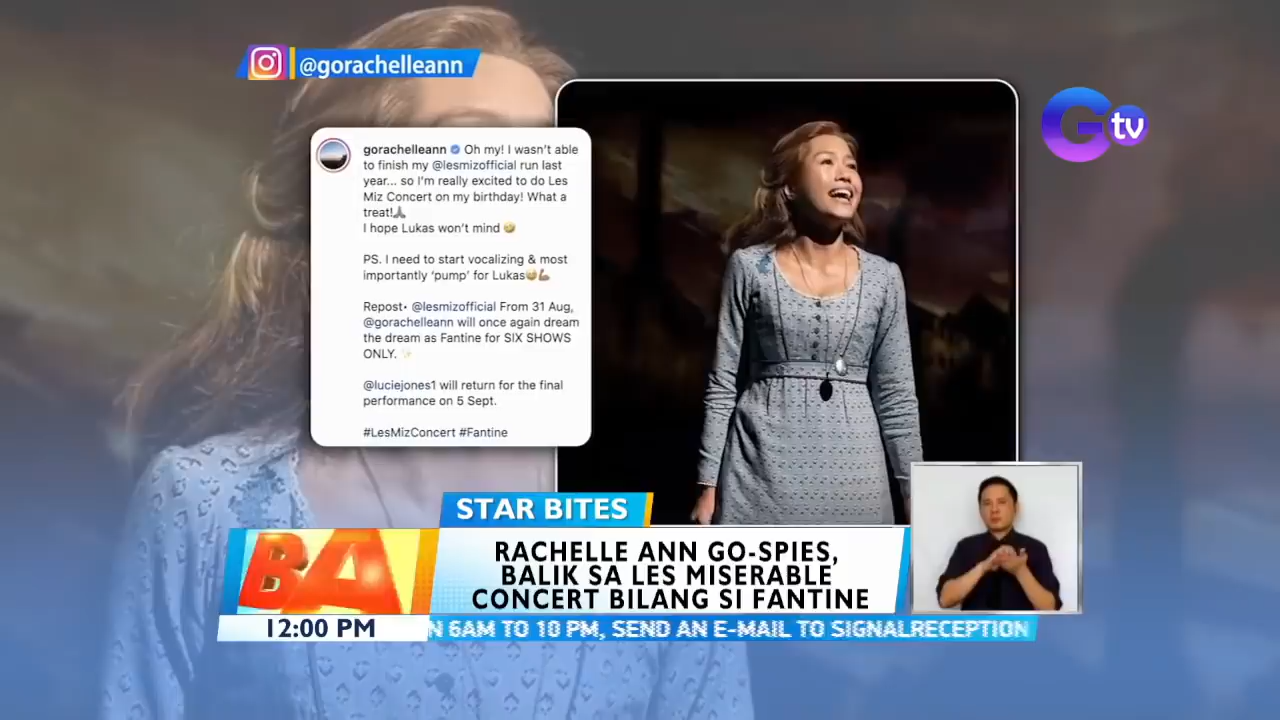 @gorachelleann
G tv
gorachelleann Oh my! I wasn't able
to finish my @lesmizofficial run last
year... so I'm really excited to do Les
Miz Concert on my birthday! What a
treat!🙏
I hope Lukas won't mind 🤣
PS. I need to start vocalizing & most
importantly 'pump' for Lukas😅💪🏽
Repost• @lesmizofficial From 31 Aug,
@gorachelleann will once again dream
the dream as Fantine for SIX SHOWS
ONLY. ✨
@luciejones1 will return for the final
performance on 5 Sept.
#LesMizConcert #Fantine
STAR BITES
BA
RACHELLE ANN GO-SPIES,
BALIK SA LES MISERABLE
CONCERT BILANG SI FANTINE
12:00 PM
N 6AM TO 10 PM, SEND AN E-MAIL TO SIGNALRECEPTION